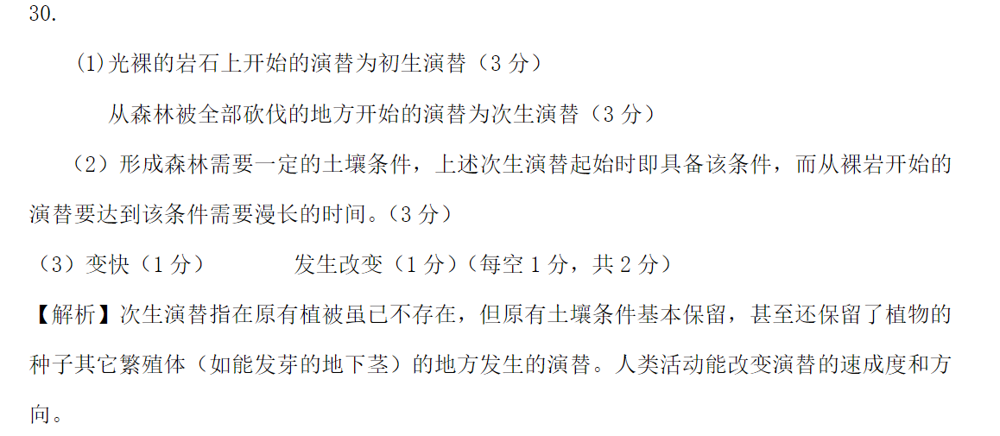 30.
(1)光裸的岩石上开始的演替为初生演替（3 分）
从森林被全部砍伐的地方开始的演替为次生演替（3 分）
（2）形成森林需要一定的土壤条件，上述次生演替起始时即具备该条件，而从裸岩开始的
演替要达到该条件需要漫长的时间。（3 分）
（3）变快（1 分） 发生改变（1 分）（每空 1 分，共 2 分）
【解析】次生演替指在原有植被虽已不存在，但原有土壤条件基本保留，甚至还保留了植物的
种子其它繁殖体（如能发芽的地下茎）的地方发生的演替。人类活动能改变演替的速成度和方
向。